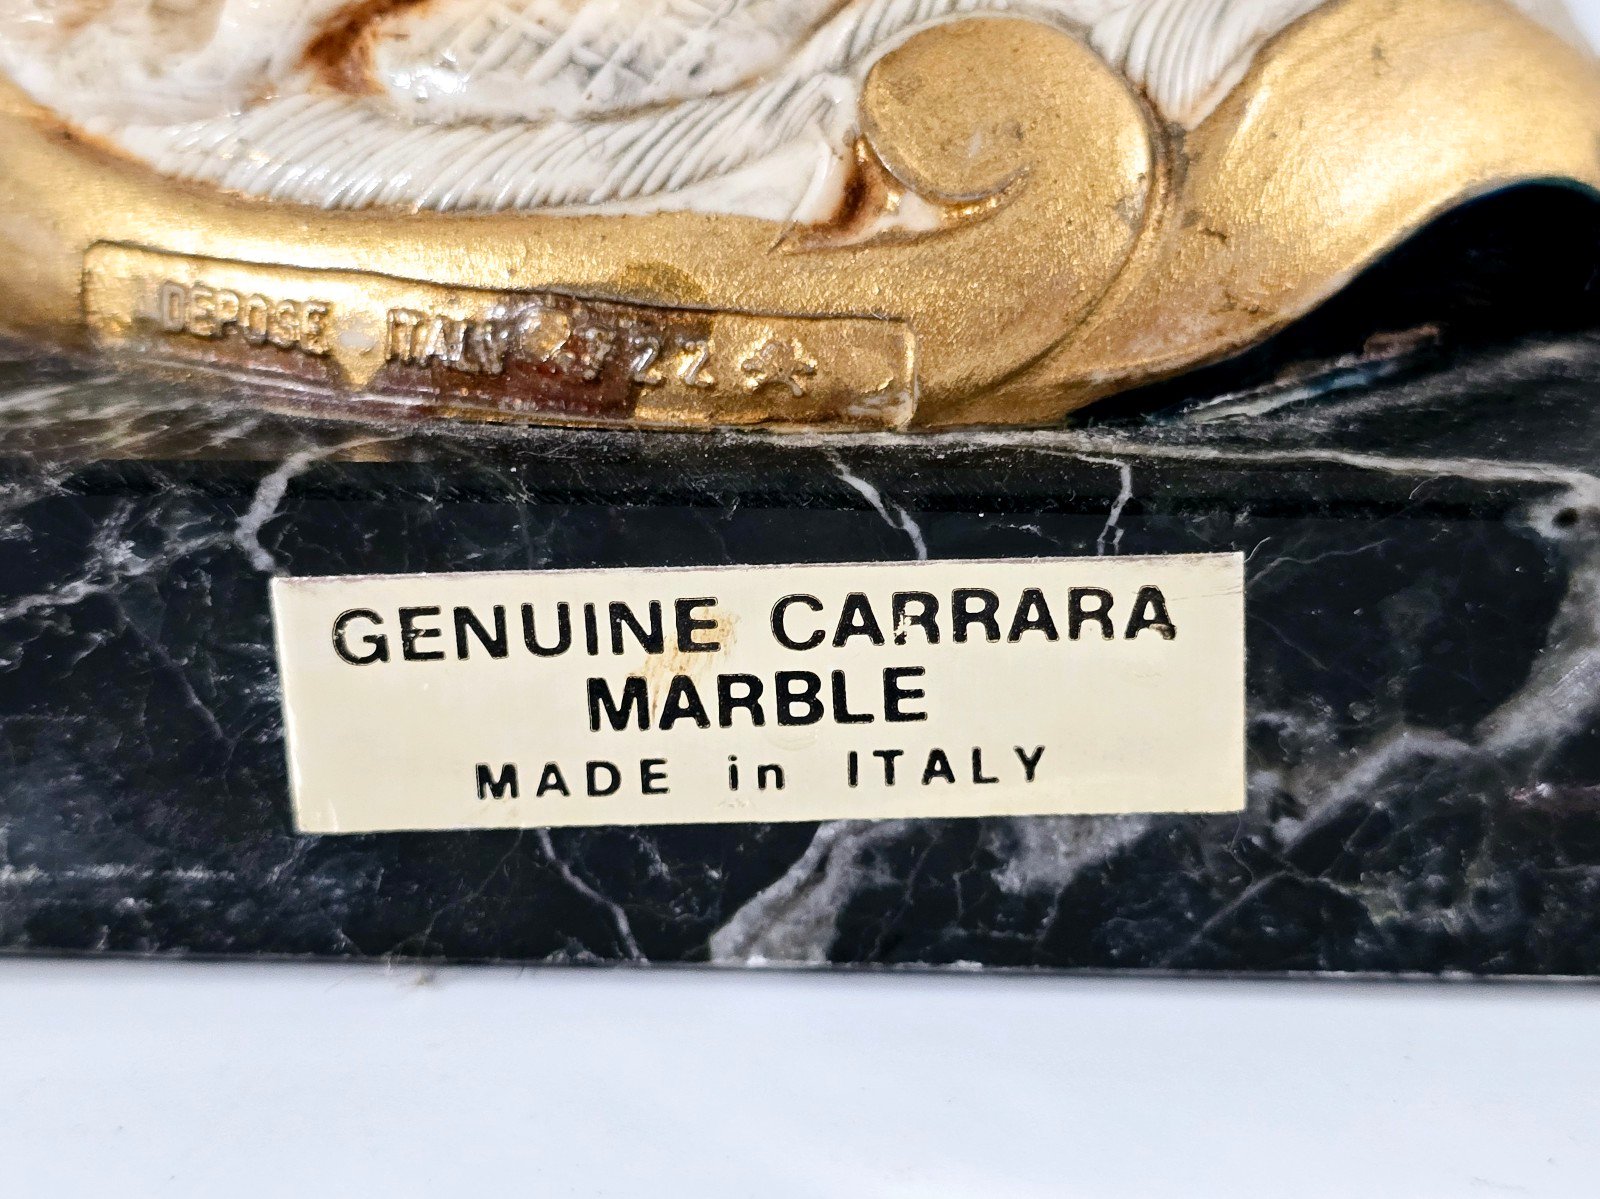 DEPOSE ITALY
GENUINE CARRARA
MARBLE
MADE in ITALY